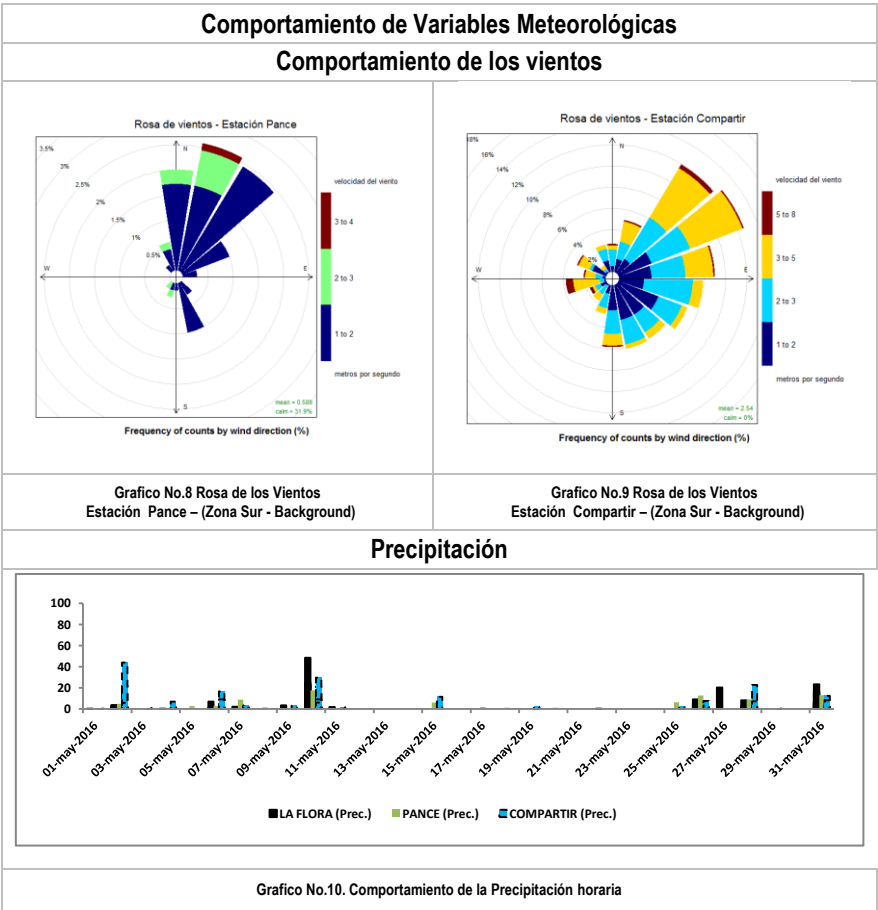 Comportamiento de Variables Meteorológicas
Comportamiento de los vientos
Rosa de vientos - Estación Pance
3.5%
3%
2.5%
2%
1.5%
1%
0.5%
N
W
E
S
velocidad del viento
3 to 4
2 to 3
1 to 2
metros por segundo
mean = 0.589
calm = 31.9%
Frequency of counts by wind direction (%)
Rosa de vientos - Estación Compartir
18%
16%
14%
12%
10%
8%
6%
4%
2%
N
W
E
S
velocidad del viento
5 to 8
3 to 5
2 to 3
1 to 2
metros por segundo
mean = 2.54
calm = 0%
Frequency of counts by wind direction (%)
Grafico No.8 Rosa de los Vientos
Estación Pance – (Zona Sur - Background)
Grafico No.9 Rosa de los Vientos
Estación Compartir – (Zona Sur - Background)
Precipitación
100
80
60
40
20
0
01-may-2016
03-may-2016
05-may-2016
07-may-2016
09-may-2016
11-may-2016
13-may-2016
15-may-2016
17-may-2016
19-may-2016
21-may-2016
23-may-2016
25-may-2016
27-may-2016
29-may-2016
31-may-2016
LA FLORA (Prec.)
PANCE (Prec.)
COMPARTIR (Prec.)
Grafico No.10. Comportamiento de la Precipitación horaria